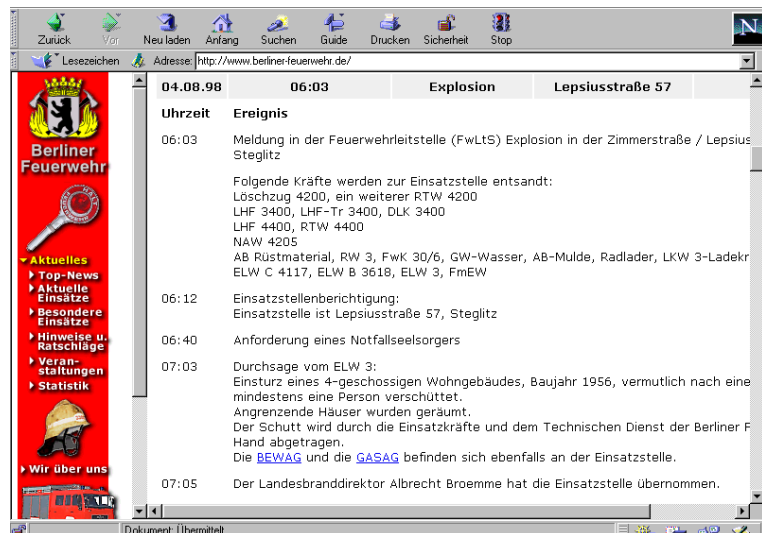 Zurück Vor Neu laden Anfang Suchen Guide Drucken Sicherheit Stop
N
Lesezeichen Adresse: http://www.berliner-feuerwehr.de/
Berliner
Feuerwehr
HALT
Aktuelles
Top-News
Aktuelle
Einsätze
Besondere
Einsätze
Hinweise u.
Ratschläge
Veran-
staltungen
Statistik
Wir über uns
04.08.98 06:03 Explosion Lepsiusstraße 57
Uhrzeit Ereignis
06:03 Meldung in der Feuerwehrleitstelle (FwLtS) Explosion in der Zimmerstraße / Lepsius
Steglitz
Folgende Kräfte werden zur Einsatzstelle entsandt:
Löschzug 4200, ein weiterer RTW 4200
LHF 3400, LHF-Tr 3400, DLK 3400
LHF 4400, RTW 4400
NAW 4205
AB Rüstmaterial, RW 3, FwK 30/6, GW-Wasser, AB-Mulde, Radlader, LKW 3-Ladekr
ELW C 4117, ELW B 3618, ELW 3, FmEW
06:12 Einsatzstellenberichtigung:
Einsatzstelle ist Lepsiusstraße 57, Steglitz
06:40 Anforderung eines Notfallseelsorgers
07:03 Durchsage vom ELW 3:
Einsturz eines 4-geschossigen Wohngebäudes, Baujahr 1956, vermutlich nach eine
mindestens eine Person verschüttet.
Angrenzende Häuser wurden geräumt.
Der Schutt wird durch die Einsatzkräfte und dem Technischen Dienst der Berliner F
Hand abgetragen.
Die BEWAG und die GASAG befinden sich ebenfalls an der Einsatzstelle.
07:05 Der Landesbranddirektor Albrecht Broemme hat die Einsatzstelle übernommen.
Dokument: Übermittelt